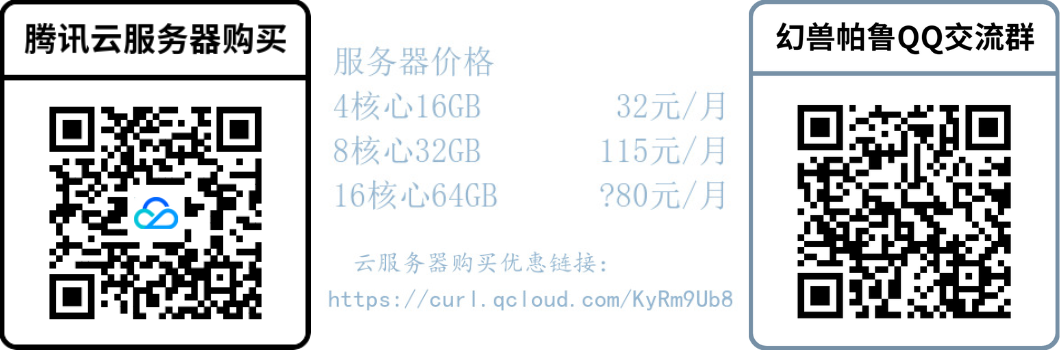 腾讯云服务器购买
服务器价格
4核心16GB 32元/月
8核心32GB 115元/月
16核心64GB ?80元/月
云服务器购买优惠链接：
https://curl.qcloud.com/KyRm9Ub8
幻兽帕鲁QQ交流群